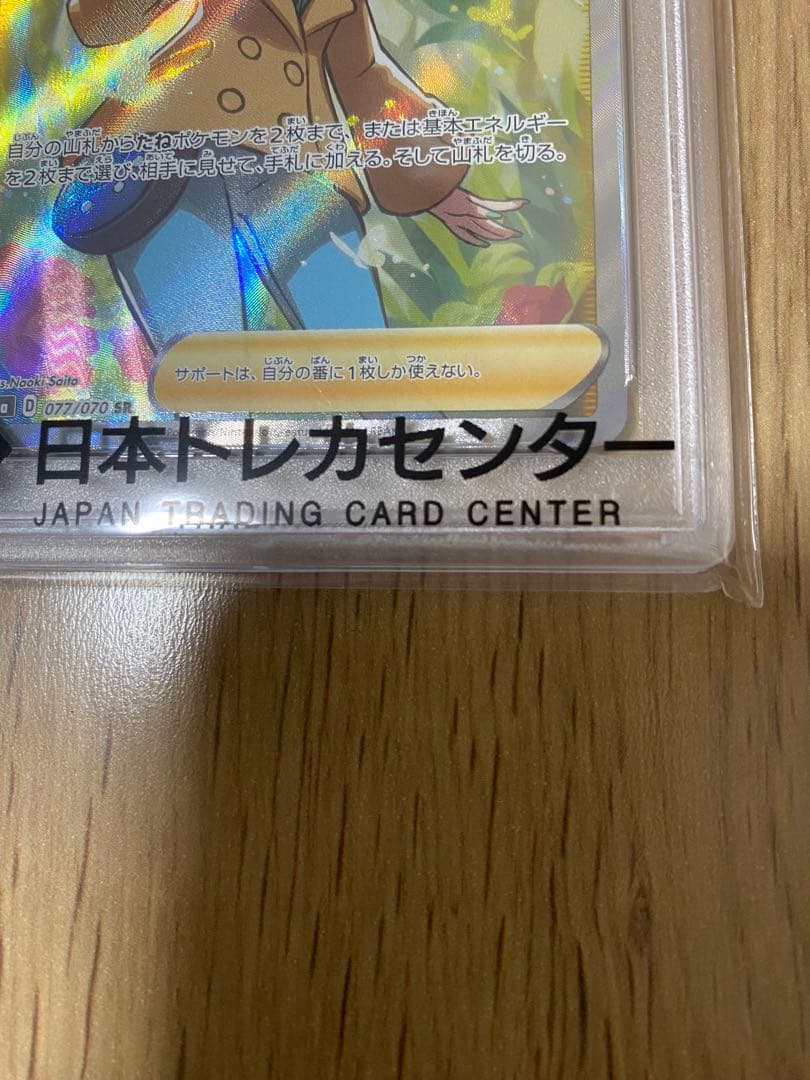 自分の山札からたねポケモンを2枚まで、または基本エネルギー
を2枚まで選び、相手に見せて、手札に加える。そして山札を切る。
サポートは、自分の番に1枚しか使えない。
s.Naoki Saito
a D 077/070 SR
日本トレカセンター
JAPAN TRADING CARD CENTER